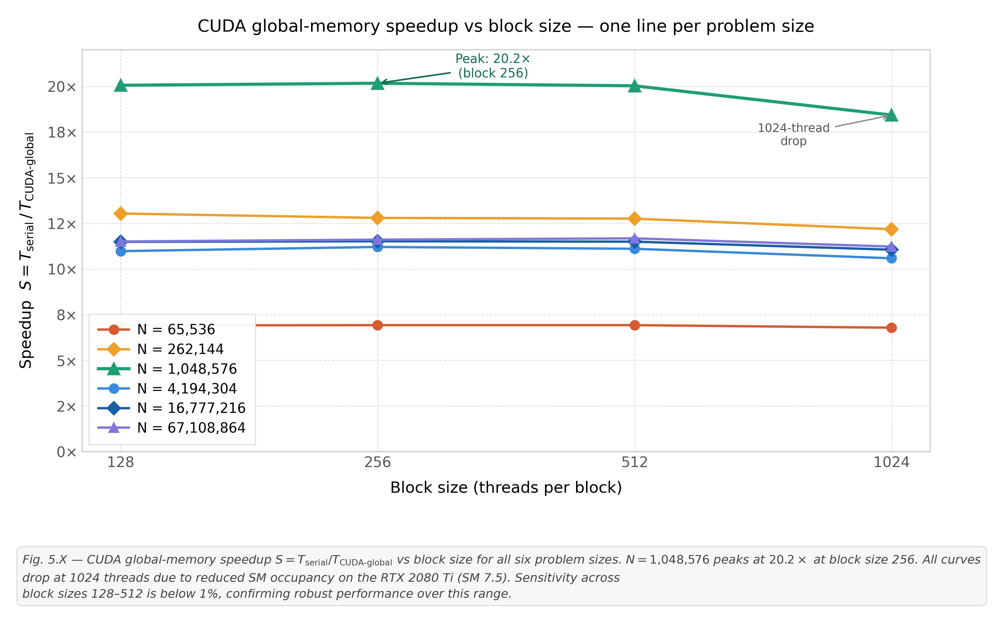 CUDA global-memory speedup vs block size — one line per problem size
Peak: 20.2×
(block 256)
1024-thread
drop
Speedup S = T_serial / T_CUDA-global
20×
18×
15×
12×
10×
8×
5×
2×
0×
N = 65,536
N = 262,144
N = 1,048,576
N = 4,194,304
N = 16,777,216
N = 67,108,864
128 256 512 1024
Block size (threads per block)
Fig. 5.X — CUDA global-memory speedup S = T_serial/T_CUDA-global vs block size for all six problem sizes. N = 1,048,576 peaks at 20.2 × at block size 256. All curves
drop at 1024 threads due to reduced SM occupancy on the RTX 2080 Ti (SM 7.5). Sensitivity across
block sizes 128–512 is below 1%, confirming robust performance over this range.